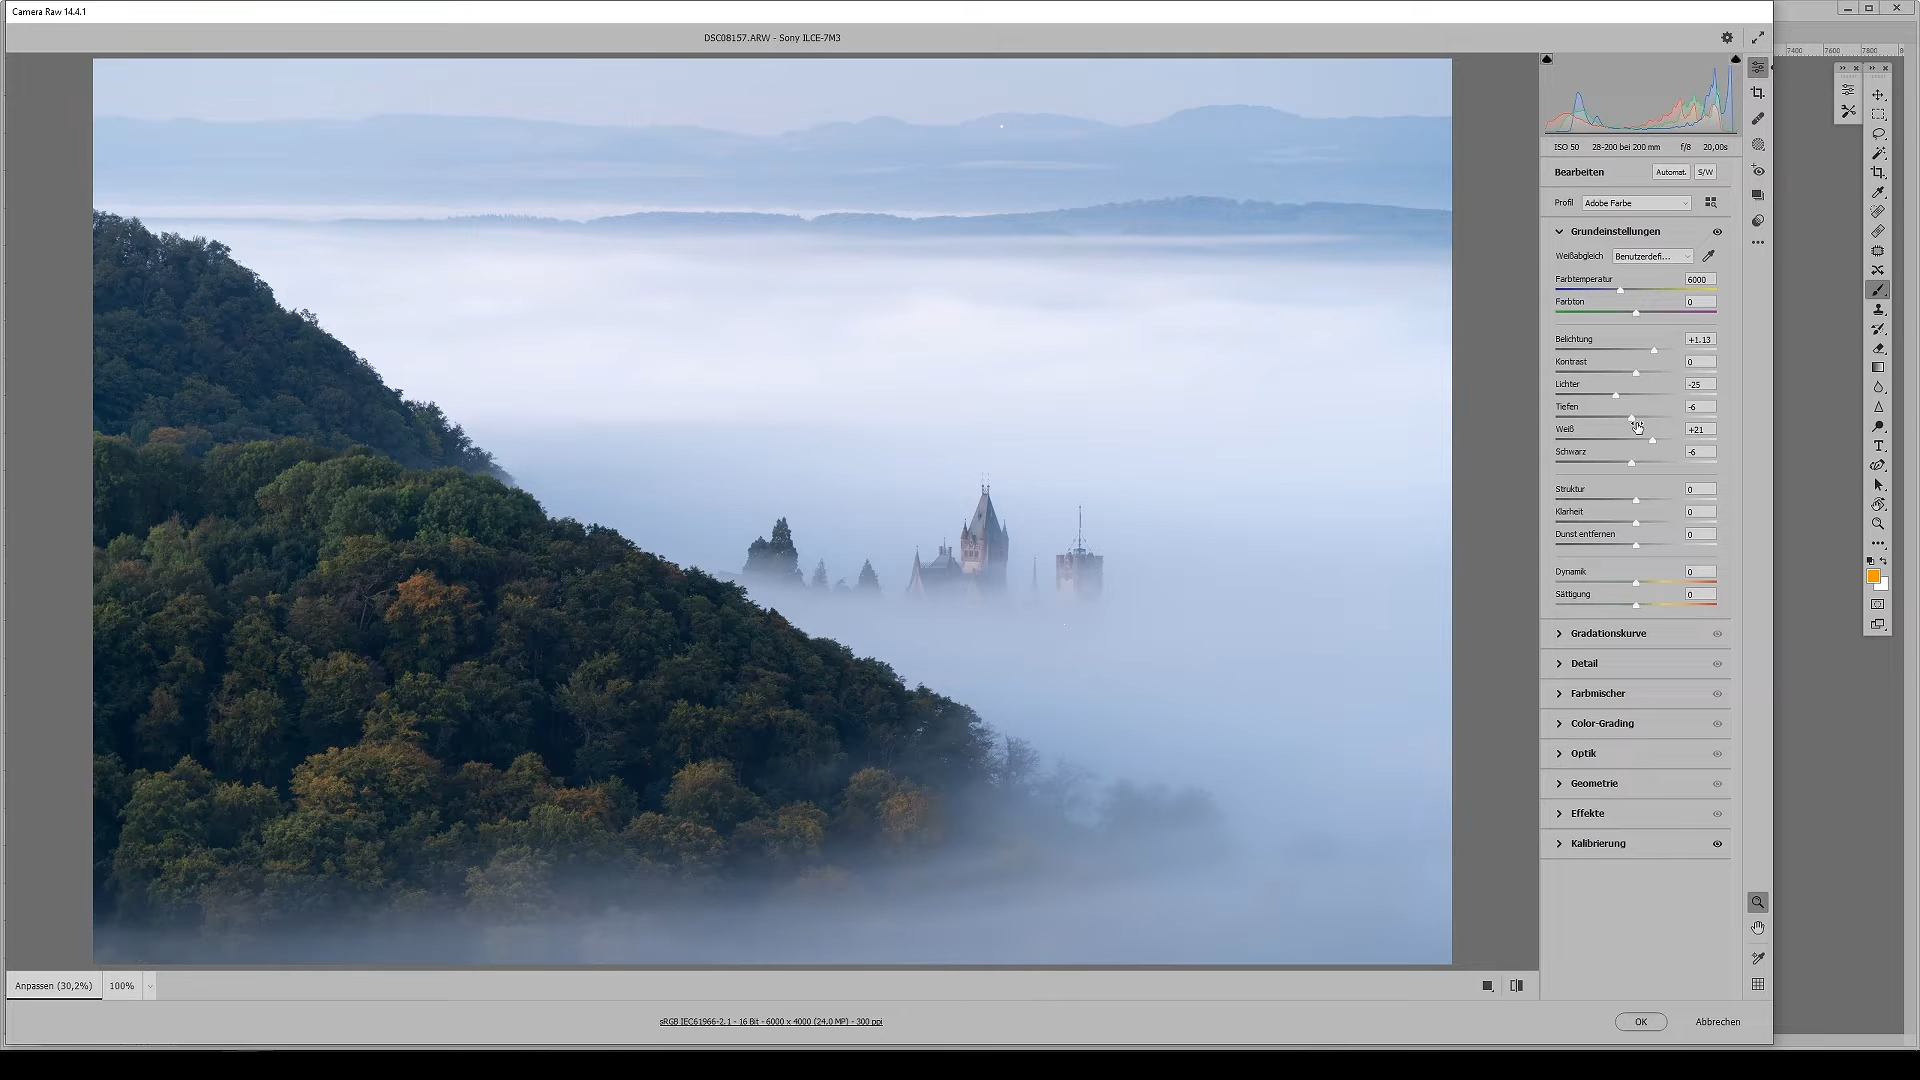 Camera Raw 14.4.1
DSC08157.ARW - Sony ILCE-7M3
7400 7600 7800 8
ISO 50 28-200 bei 200 mm f/8 20,00s
Bearbeiten Automat. S/W
Profil Adobe Farbe
Grundeinstellungen
Weißabgleich Benutzerdefi...
Farbtemperatur 6000
Farbton 0
Belichtung +1.13
Kontrast 0
Lichter -25
Tiefen -6
Weiß +21
Schwarz -6
Struktur 0
Klarheit 0
Dunst entfernen 0
Dynamik 0
Sättigung 0
Gradationskurve
Detail
Farbmischer
Color-Grading
Optik
Geometrie
Effekte
Kalibrierung
Anpassen (30,2%) 100%
sRGB IEC61966-2.1 - 16 Bit - 6000 x 4000 (24,0 MP) - 300 ppi
OK Abbrechen